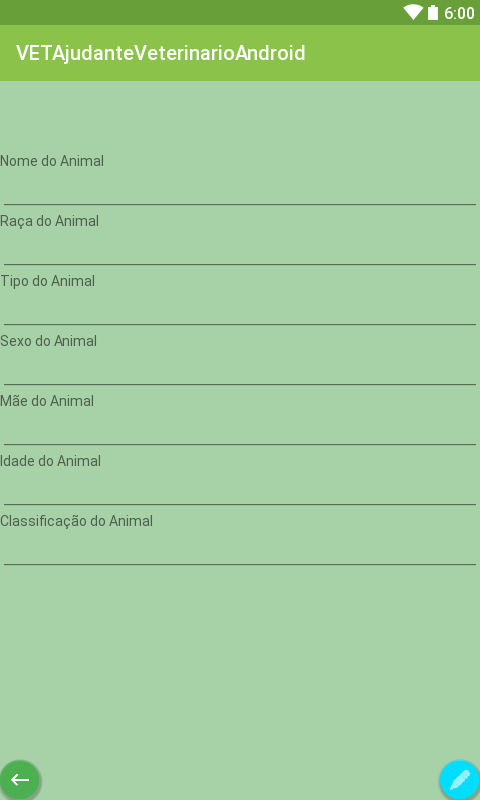 6:00
VETAjudanteVeterinarioAndroid
Nome do Animal
Raça do Animal
Tipo do Animal
Sexo do Animal
Mãe do Animal
Idade do Animal
Classificação do Animal